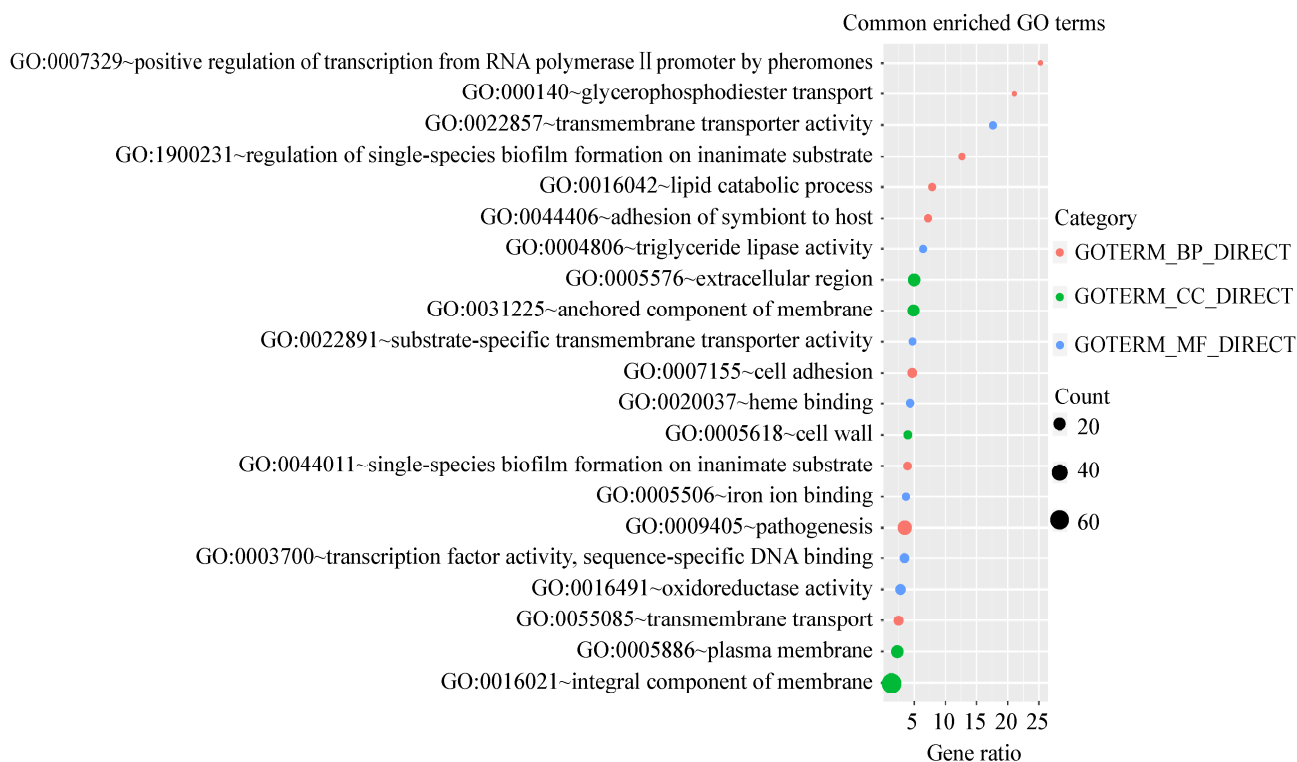 Common enriched GO terms
GO:0007329~positive regulation of transcription from RNA polymerase Ⅱ promoter by pheromones
GO:000140~glycerophosphodiester transport
GO:0022857~transmembrane transporter activity
GO:1900231~regulation of single-species biofilm formation on inanimate substrate
GO:0016042~lipid catabolic process
GO:0044406~adhesion of symbiont to host
GO:0004806~triglyceride lipase activity
GO:0005576~extracellular region
GO:0031225~anchored component of membrane
GO:0022891~substrate-specific transmembrane transporter activity
GO:0007155~cell adhesion
GO:0020037~heme binding
GO:0005618~cell wall
GO:0044011~single-species biofilm formation on inanimate substrate
GO:0005506~iron ion binding
GO:0009405~pathogenesis
GO:0003700~transcription factor activity, sequence-specific DNA binding
GO:0016491~oxidoreductase activity
GO:0055085~transmembrane transport
GO:0005886~plasma membrane
GO:0016021~integral component of membrane
5 10 15 20 25
Gene ratio
Category
GOTERM_BP_DIRECT
GOTERM_CC_DIRECT
GOTERM_MF_DIRECT
Count
20
40
60